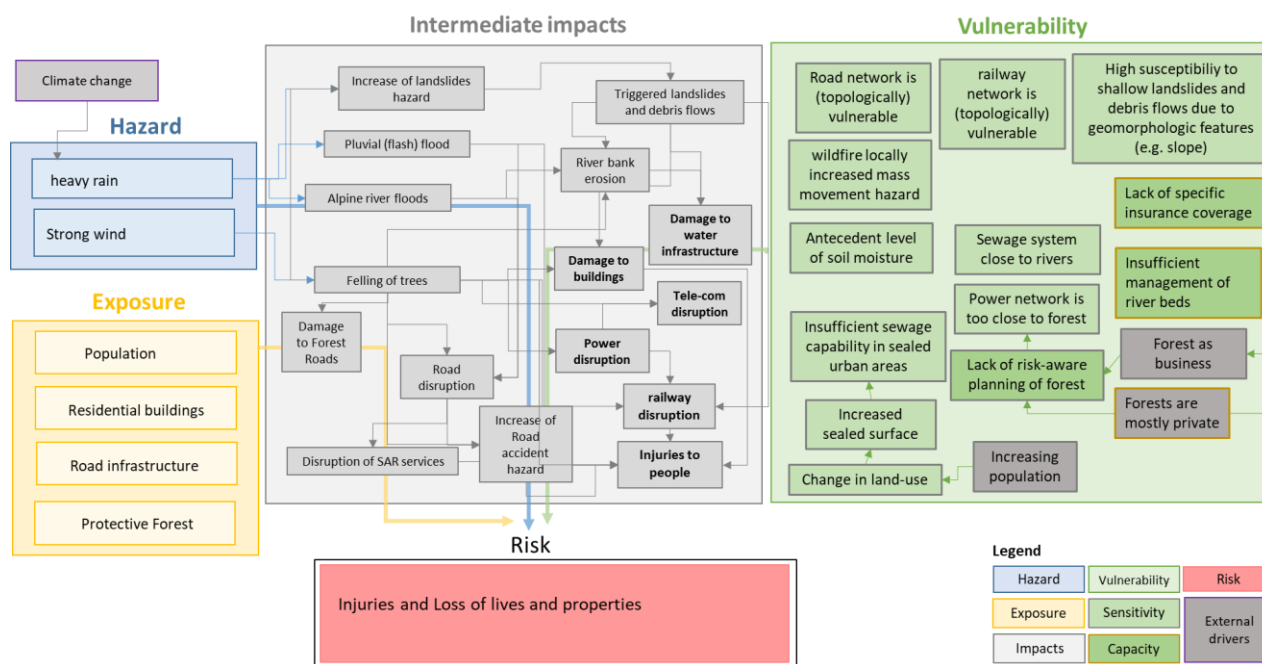 Intermediate impacts
Vulnerability
Climate change
Hazard
heavy rain
Strong wind
Exposure
Population
Residential buildings
Road infrastructure
Protective Forest
Increase of landslides
hazard
Triggered landslides
and debris flows
Pluvial (flash) flood
River bank
erosion
Alpine river floods
Damage to
water
infrastructure
Damage to
buildings
Felling of trees
Tele-com
disruption
Damage
to Forest
Roads
Power
disruption
Road
disruption
railway
disruption
Increase of
Road
accident
hazard
Disruption of SAR services
Injuries to
people
Road network is
(topologically)
vulnerable
railway
network is
(topologically)
vulnerable
High susceptibiliy to
shallow landslides and
debris flows due to
geomorphologic features
(e.g. slope)
wildfire locally
increased mass
movement hazard
Lack of specific
insurance coverage
Antecedent level
of soil moisture
Sewage system
close to rivers
Insufficient
management of
river beds
Power network is
too close to forest
Insufficient sewage
capability in sealed
urban areas
Forest as
business
Lack of risk-aware
planning of forest
Forests are
mostly private
Increased
sealed surface
Increasing
population
Change in land-use
Risk
Injuries and Loss of lives and properties
Legend
Hazard
Vulnerability
Risk
Exposure
Sensitivity
External
drivers
Impacts
Capacity